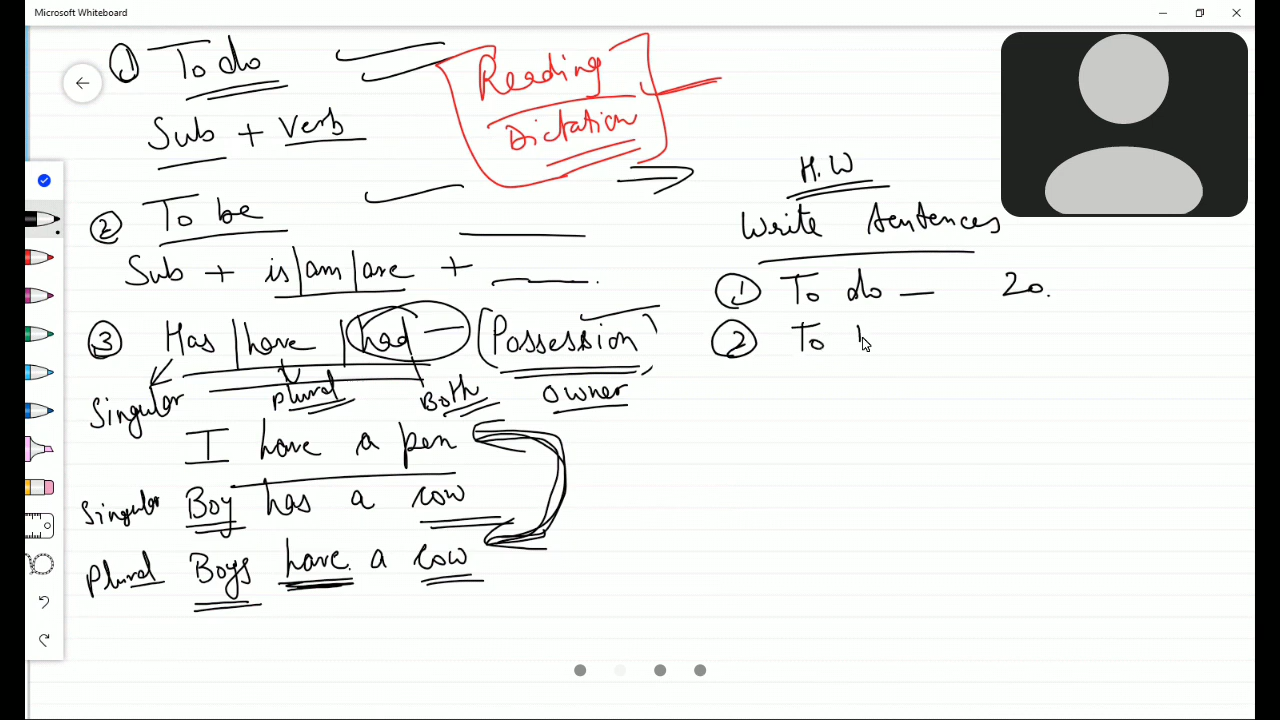 Microsoft Whiteboard
① To do
Sub + Verb
Reading
Dictation
② To be
Sub + is|am|are +
③ Has|have|had — (Possession)
Singular Plural Both owner
I have a pen
Singular Boy has a cow
Plural Boys have a cow
H.W
Write Sentences
① To do — 20.
② To